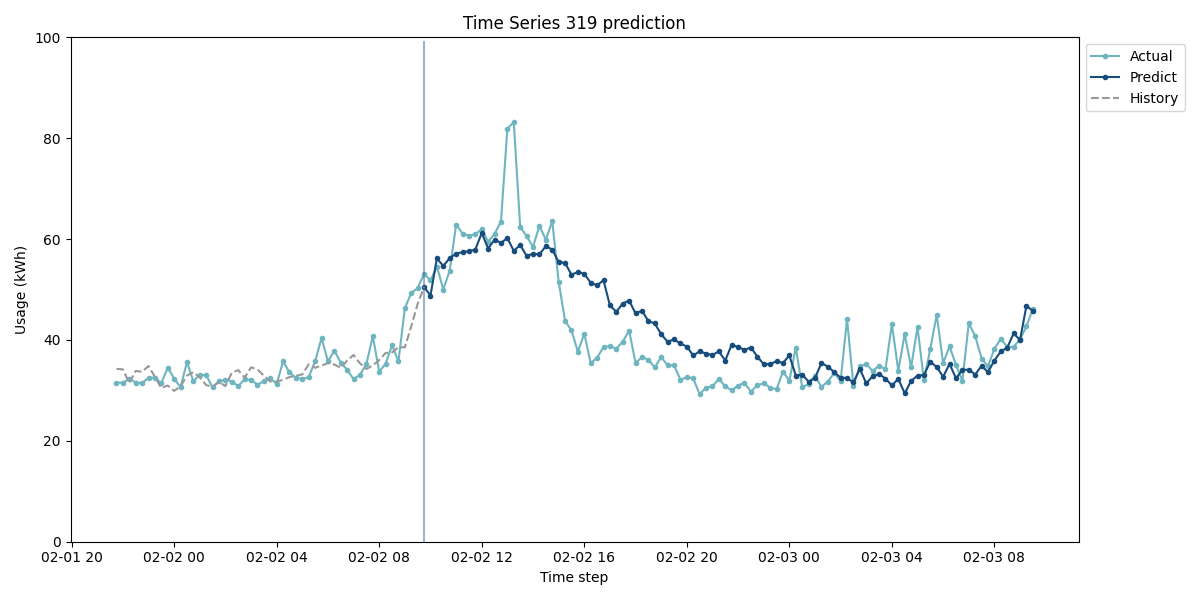 Time Series 319 prediction
Usage (kWh)
100
80
60
40
20
0
02-01 20 02-02 00 02-02 04 02-02 08 02-02 12 02-02 16 02-02 20 02-03 00 02-03 04 02-03 08
Time step
Actual
Predict
History